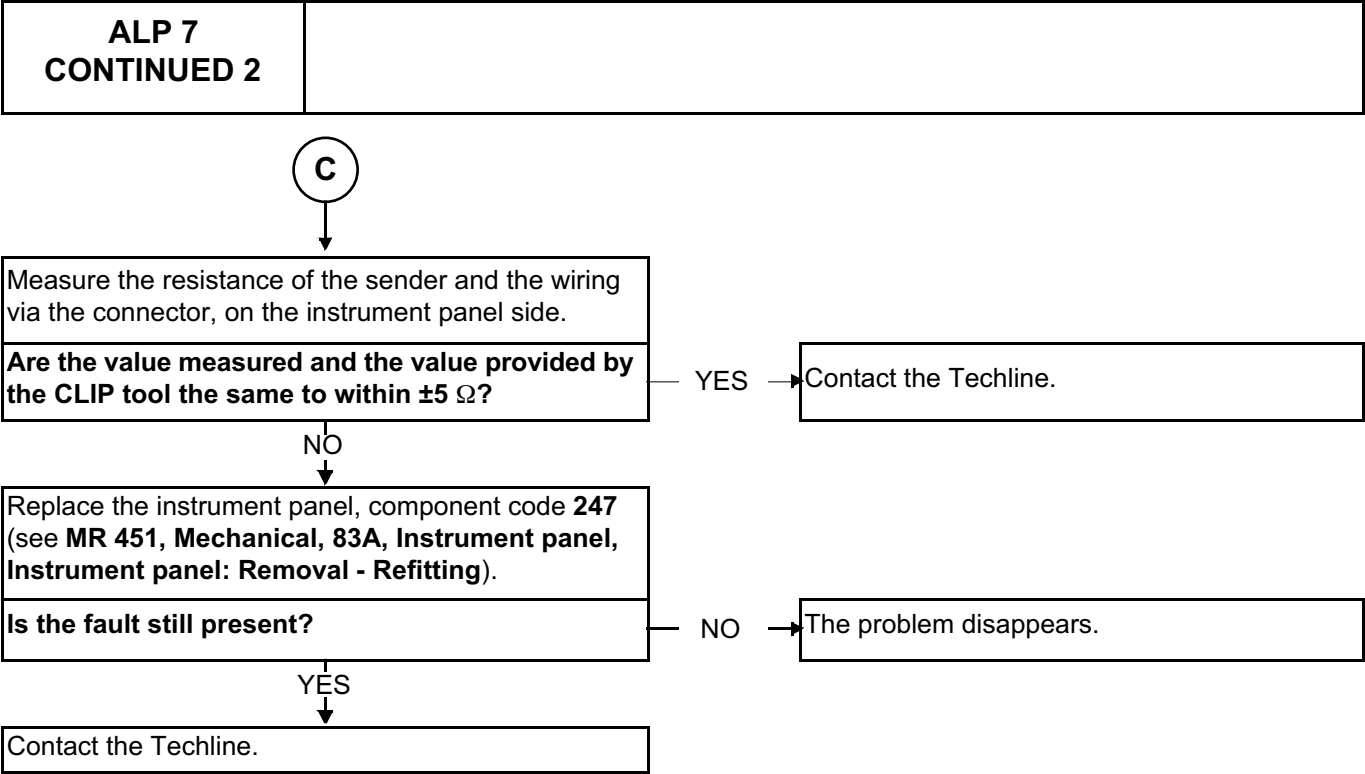 ALP 7
CONTINUED 2
C
Measure the resistance of the sender and the wiring
via the connector, on the instrument panel side.
Are the value measured and the value provided by
the CLIP tool the same to within ±5 Ω?
YES
Contact the Techline.
NO
Replace the instrument panel, component code 247
(see MR 451, Mechanical, 83A, Instrument panel,
Instrument panel: Removal - Refitting).
Is the fault still present?
NO
The problem disappears.
YES
Contact the Techline.